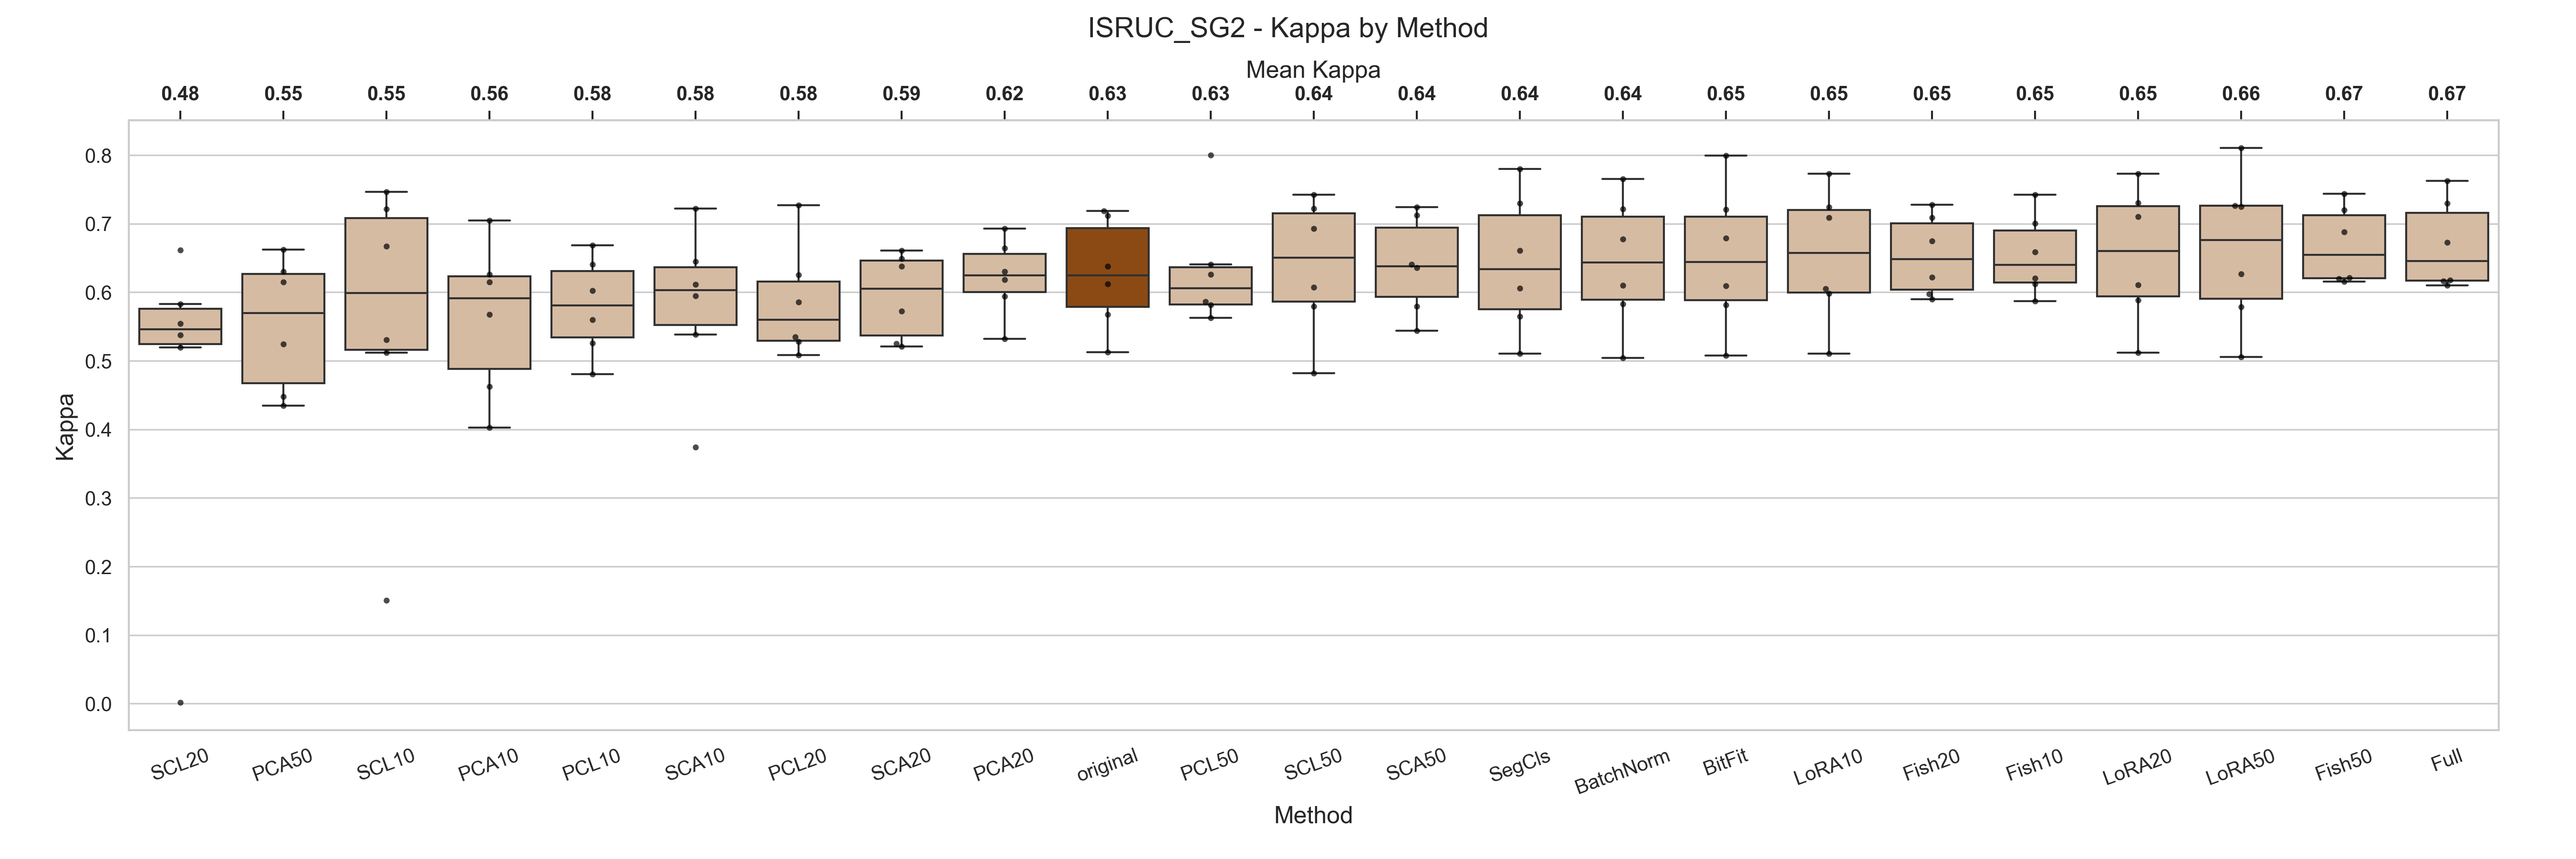 ISRUC_SG2 - Kappa by Method
Mean Kappa
0.48 0.55 0.55 0.56 0.58 0.58 0.58 0.59 0.62 0.63 0.63 0.64 0.64 0.64 0.64 0.65 0.65 0.65 0.65 0.65 0.66 0.67 0.67
0.8
0.7
0.6
0.5
0.4
0.3
0.2
0.1
0.0
Kappa
SCL20 PCA50 SCL10 PCA10 PCL10 SCA10 PCL20 SCA20 PCA20 original PCL50 SCL50 SCA50 SegCls BatchNorm BitFit LoRA10 Fish20 Fish10 LoRA20 LoRA50 Fish50 Full
Method